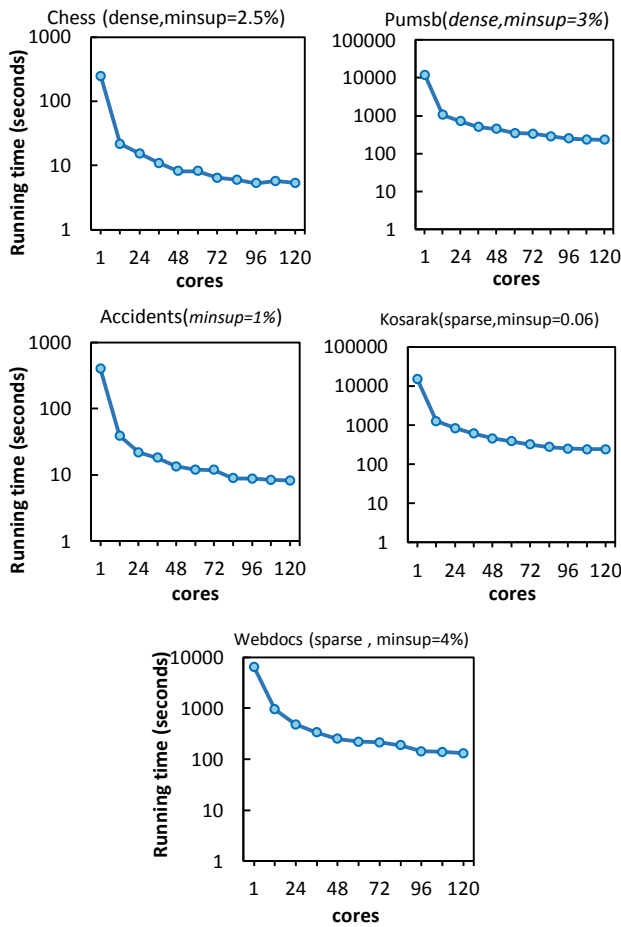 Chess (dense,minsup=2.5%)
Running time (seconds)
1000
100
10
1
1 24 48 72 96 120
cores
Pumsb(dense,minsup=3%)
100000
10000
1000
100
10
1
1 24 48 72 96 120
cores
Accidents(minsup=1%)
Running time (seconds)
1000
100
10
1
1 24 48 72 96 120
cores
Kosarak(sparse,minsup=0.06)
100000
10000
1000
100
10
1
1 24 48 72 96 120
cores
Webdocs (sparse , minsup=4%)
Running time (seconds)
10000
1000
100
10
1
1 24 48 72 96 120
cores